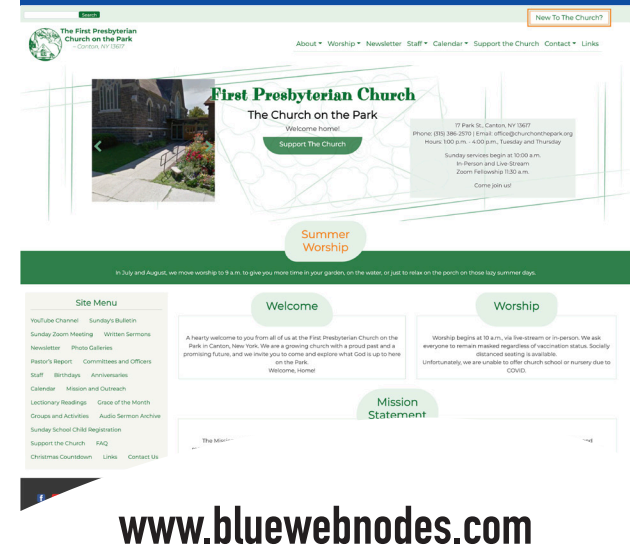 Search
New To The Church?
The First Presbyterian
Church on the Park
– Canton, NY 13617
About Worship Newsletter Staff Calendar Support the Church Contact Links
First Presbyterian Church
The Church on the Park
Welcome home!
Support The Church
17 Park St., Canton, NY 13617
Phone: (315) 386-2570 | Email: office@churchonthepark.org
Hours: 1:00 p.m. - 4:00 p.m., Tuesday and Thursday
Sunday services begin at 10:00 a.m.
In-Person and Live-Stream
Zoom Fellowship 11:30 a.m.
Come join us!
Summer
Worship
In July and August, we move worship to 9 a.m. to give you more time in your garden, on the water, or just to relax on the porch on those lazy summer days.
Site Menu
YouTube Channel Sunday's Bulletin
Sunday Zoom Meeting Written Sermons
Newsletter Photo Galleries
Pastor's Report Committees and Officers
Staff Birthdays Anniversaries
Calendar Mission and Outreach
Lectionary Readings Grace of the Month
Groups and Activities Audio Sermon Archive
Sunday School Child Registration
Support the Church FAQ
Christmas Countdown Links Contact Us
Welcome
A hearty welcome to you from all of us at the First Presbyterian Church on the
Park in Canton, New York. We are a growing church with a proud past and a
promising future, and we invite you to come and explore what God is up to here
on the Park.
Welcome, Home!
Worship
Worship begins at 10 a.m., via live-stream or in-person. We ask
everyone to remain masked regardless of vaccination status. Socially
distanced seating is available.
Unfortunately, we are unable to offer church school or nursery due to
COVID.
Mission
Statement
The
www.bluewebnodes.com